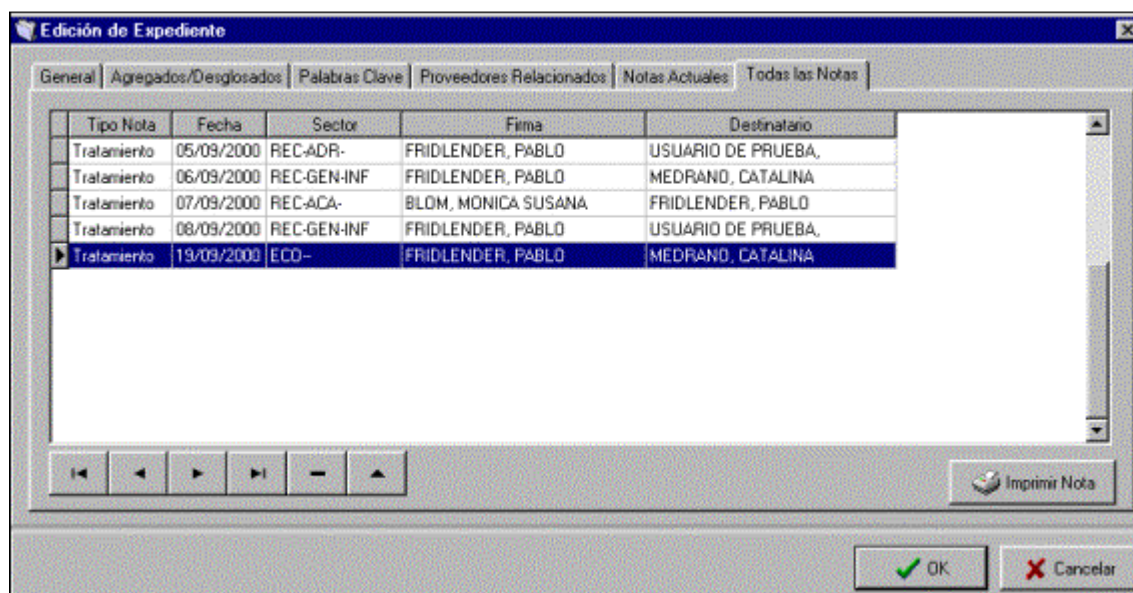 Edición de Expediente
General Agregados/Desglosados Palabras Clave Proveedores Relacionados Notas Actuales Todas las Notas
Tipo Nota Fecha Sector Firma Destinatario
Tratamiento 05/09/2000 REC-ADR- FRIDLENDER, PABLO USUARIO DE PRUEBA,
Tratamiento 06/09/2000 REC-GEN-INF FRIDLENDER, PABLO MEDRANO, CATALINA
Tratamiento 07/09/2000 REC-ACA- BLOM, MONICA SUSANA FRIDLENDER, PABLO
Tratamiento 08/09/2000 REC-GEN-INF FRIDLENDER, PABLO USUARIO DE PRUEBA,
Tratamiento 19/09/2000 ECO-- FRIDLENDER, PABLO MEDRANO, CATALINA
Imprimir Nota
OK Cancelar